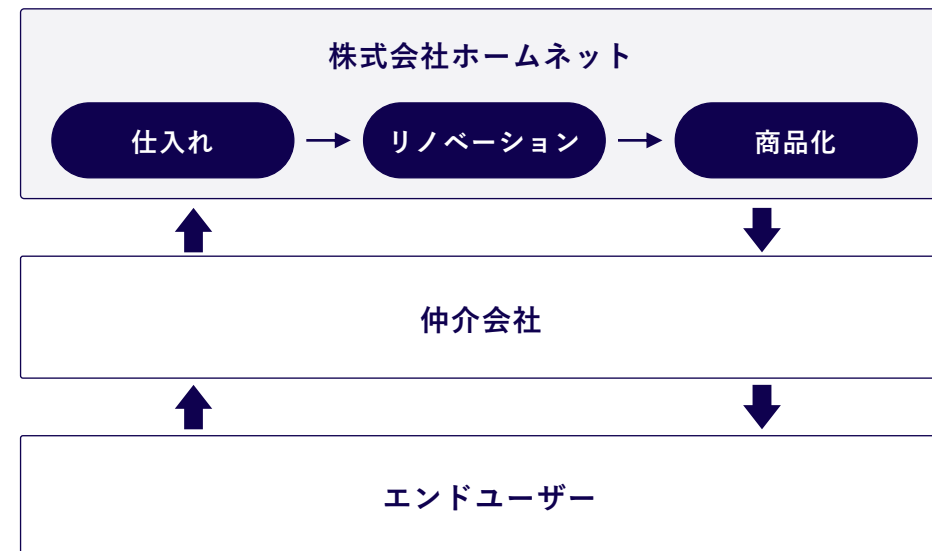 株式会社ホームネット
仕入れ
リノベーション
商品化
仲介会社
エンドユーザー